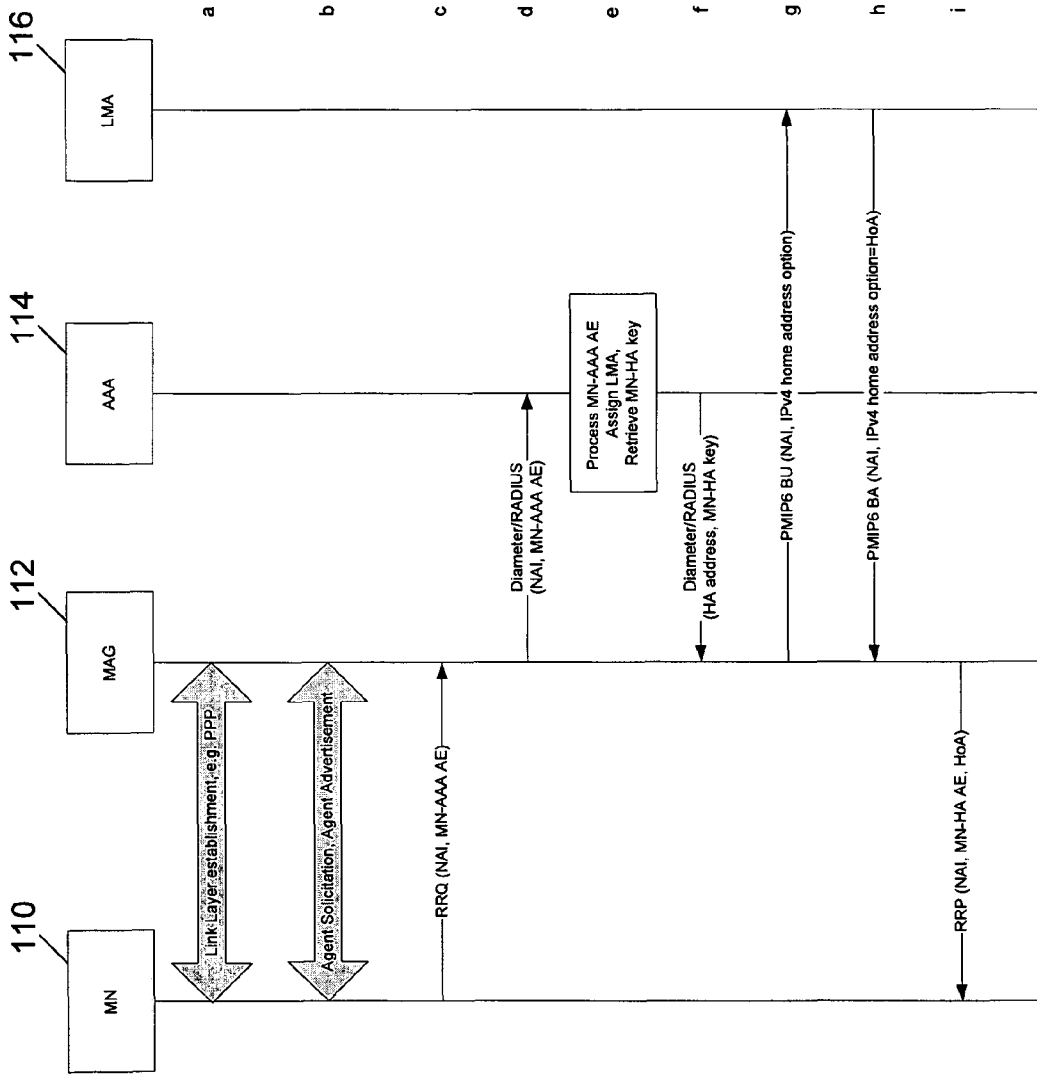 110
112
114
116
MN
MAG
AAA
LMA
Link Layer establishment, e.g. PPP
a
Agent Solicitation, Agent Advertisement
b
RRQ (NAI, MN-AAA AE)
c
Diameter/RADIUS
(NAI, MN-AAA AE)
d
Process MN-AAA AE
Assign LMA,
Retrieve MN-HA key
e
Diameter/RADIUS
(HA address, MN-HA key)
f
PMIP6 BU (NAI, IPv4 home address option)
g
PMIP6 BA (NAI, IPv4 home address option=HoA)
h
RRP (NAI, MN-HA AE, HoA)
i